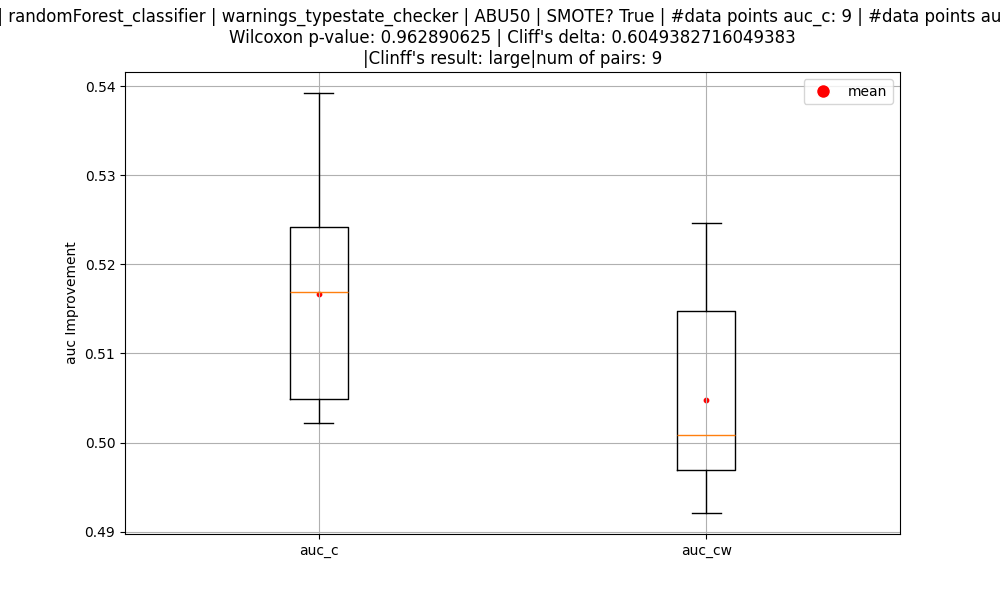 | randomForest_classifier | warnings_typestate_checker | ABU50 | SMOTE? True | #data points auc_c: 9 | #data points au
Wilcoxon p-value: 0.962890625 | Cliff's delta: 0.6049382716049383
|Clinff's result: large|num of pairs: 9
mean
0.54
0.53
0.52
0.51
0.50
0.49
auc Improvement
auc_c
auc_cw